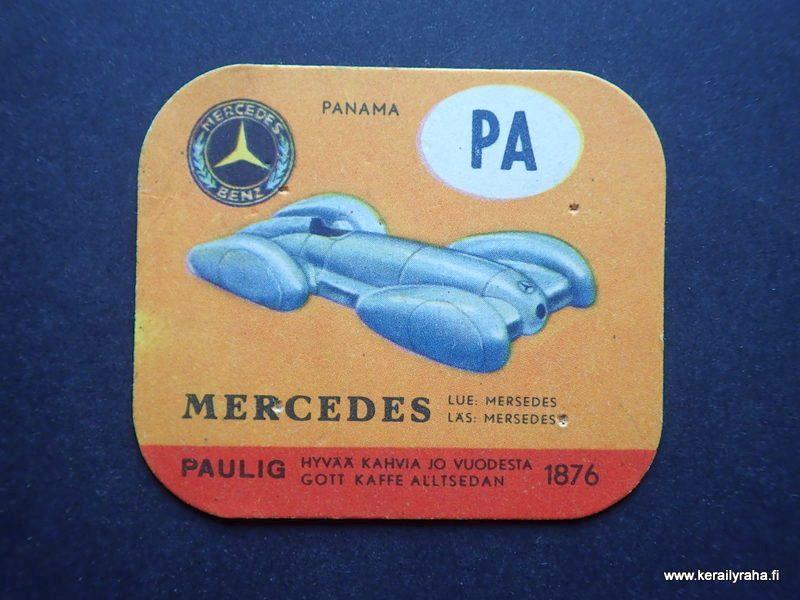 MERCEDES
BENZ
PANAMA
PA
MERCEDES
LUE: MERSEDES
LÄS: MERSEDES
PAULIG
HYVÄÄ KAHVIA JO VUODESTA
GOTT KAFFE ALLTSEDAN
1876
www.kerailyraha.fi